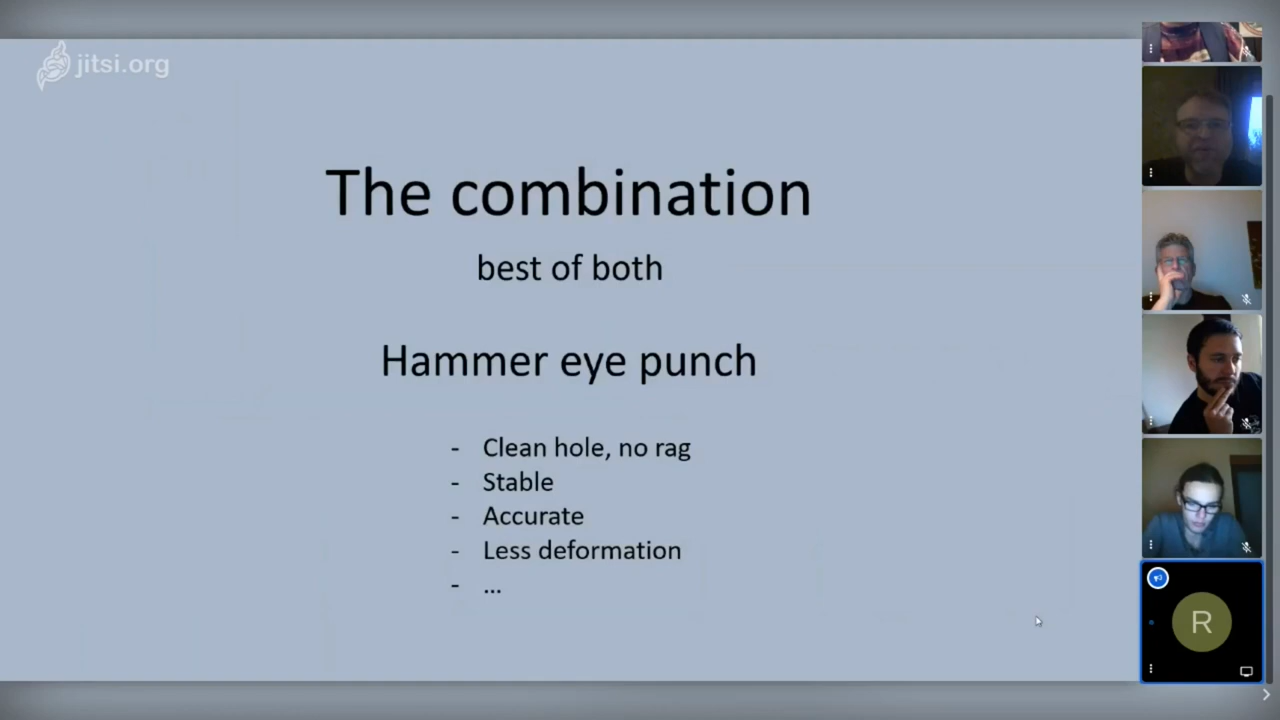 jitsi.org
The combination
best of both
Hammer eye punch
- Clean hole, no rag
- Stable
- Accurate
- Less deformation
- ...
R